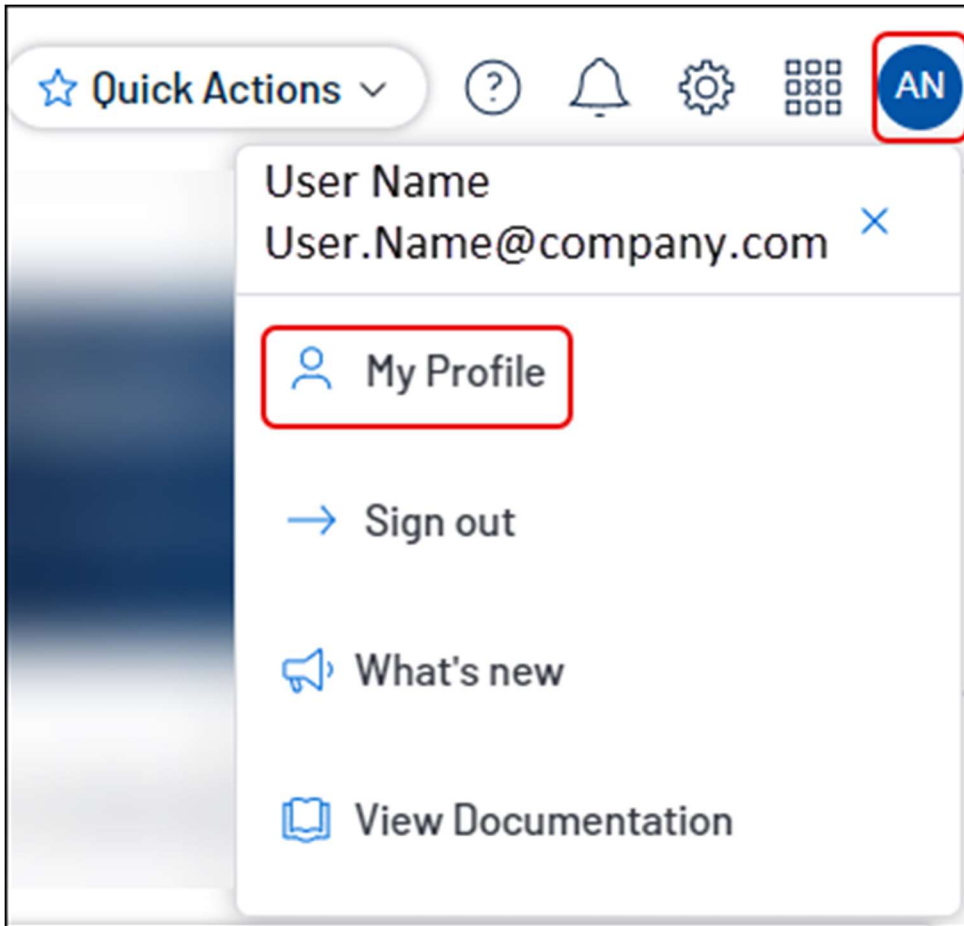 Quick Actions
?
AN
User Name
User.Name@company.com
My Profile
Sign out
What's new
View Documentation